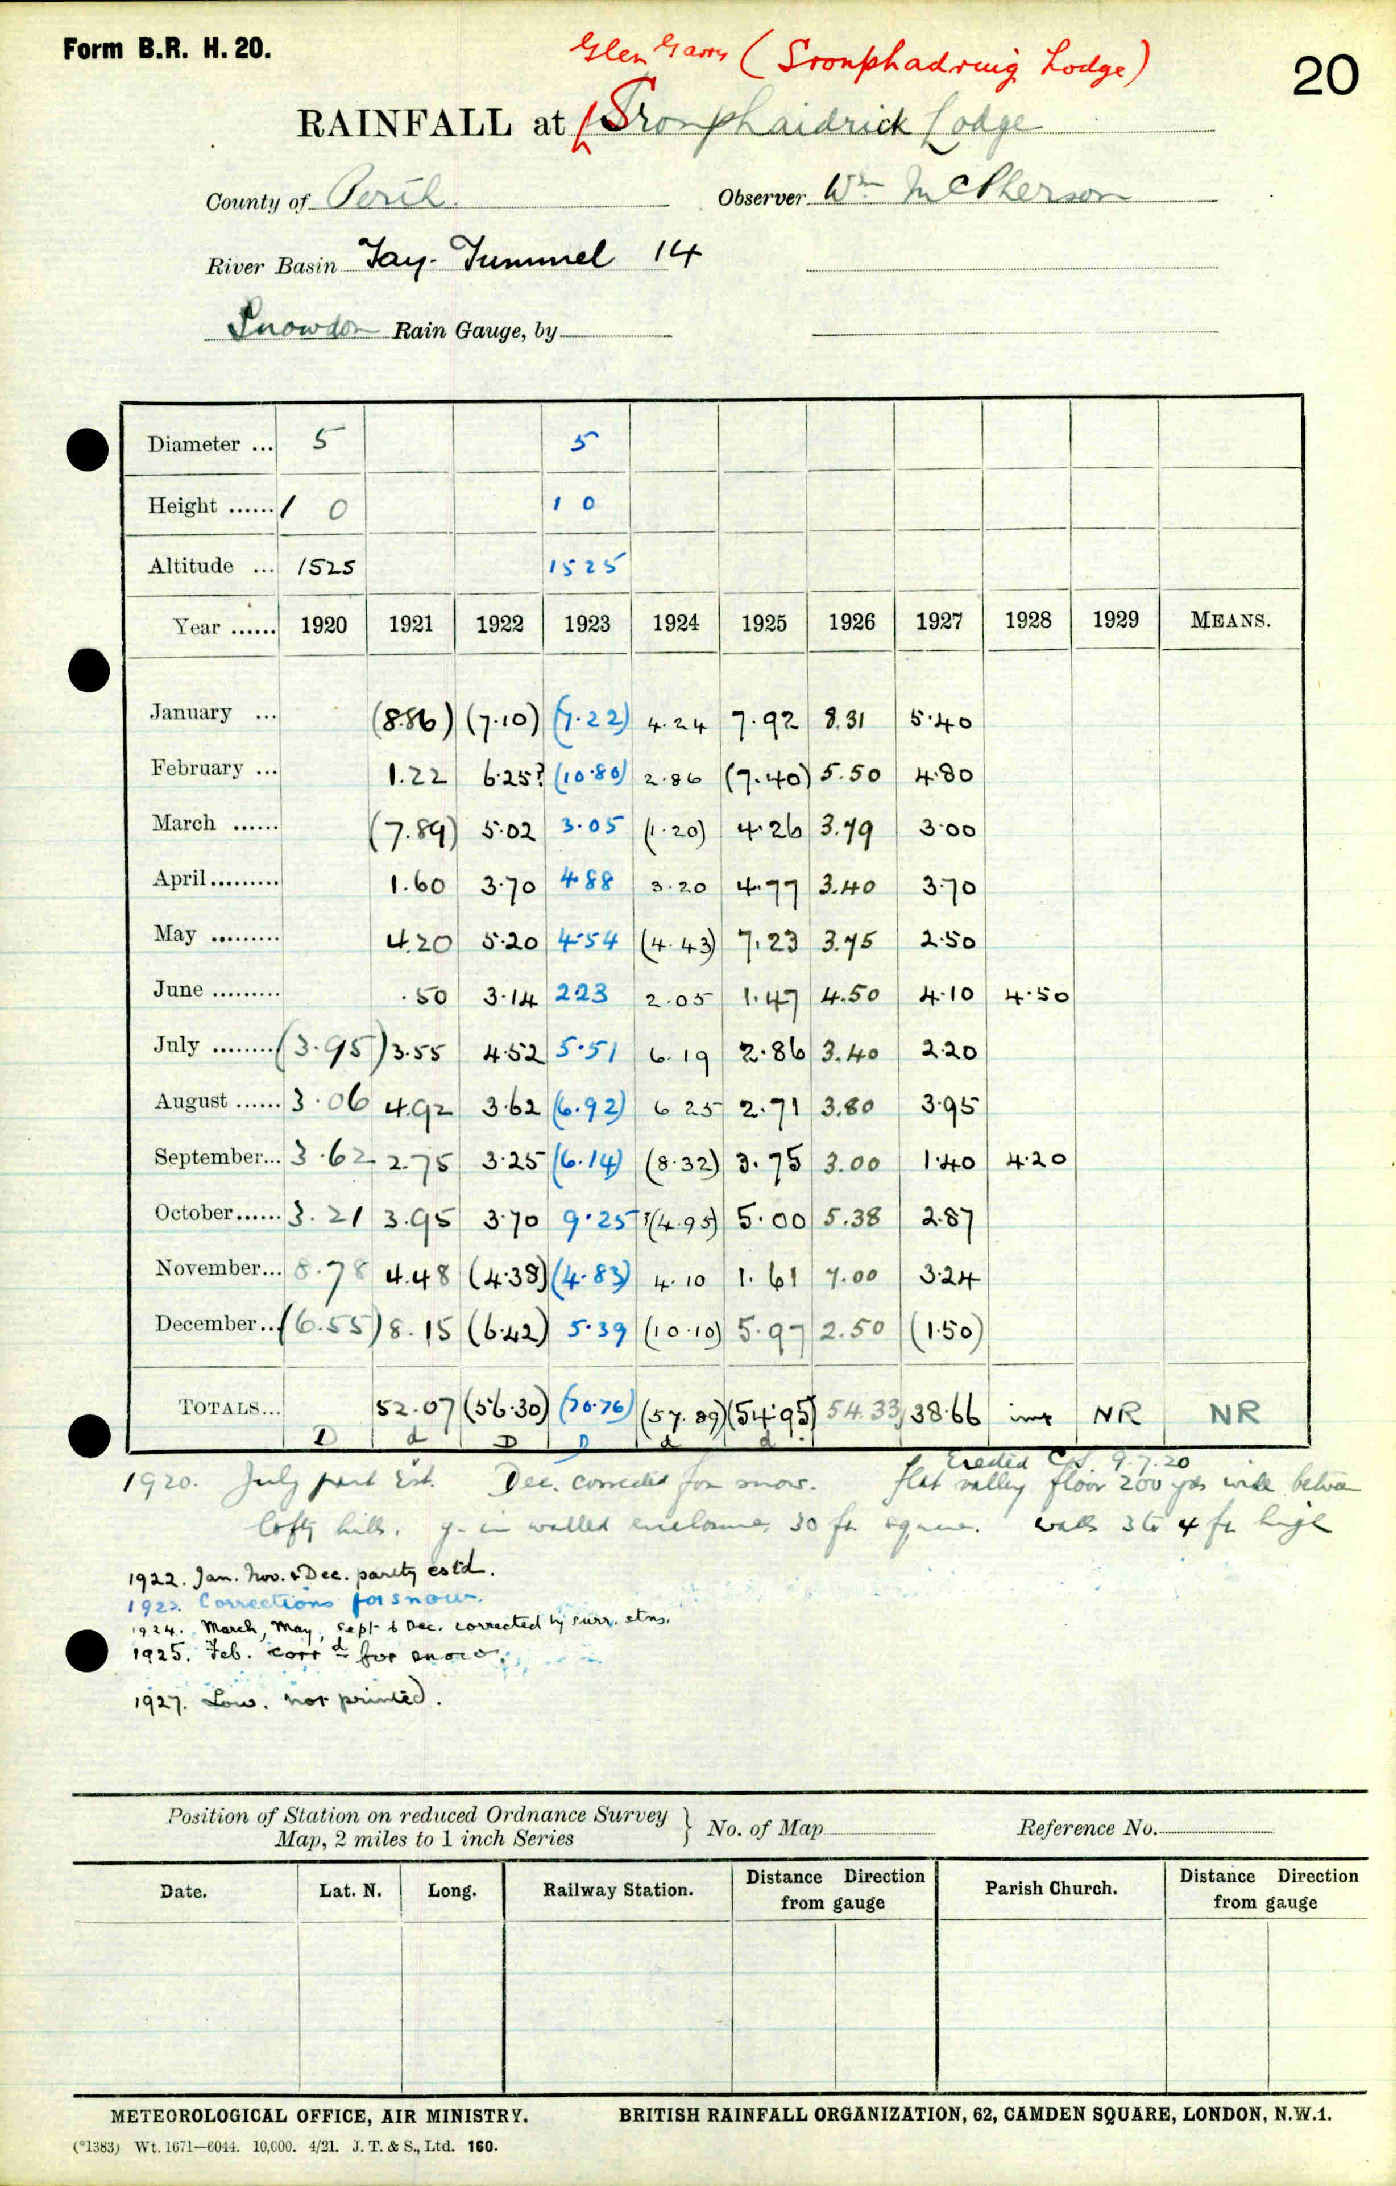 Form B.R. H. 20.
Glen Garry (Sronphadruig Lodge)
20
RAINFALL at (Sronphaidrick Lodge
County of Perth. Observer Wm McPherson
River Basin Tay-Tummel 14
Snowdon Rain Gauge, by
Diameter ... 5 5
Height ...... 1 0 1 0
Altitude ... 1525 1525
Year ...... 1920 1921 1922 1923 1924 1925 1926 1927 1928 1929 MEANS.
January ... (8.86) (7.10) (7.22) 4.24 7.92 8.31 5.40
February ... 1.22 6.25? (10.80) 2.86 (7.40) 5.50 4.80
March ...... (7.89) 5.02 3.05 (1.20) 4.26 3.79 3.00
April ......... 1.60 3.70 4.88 3.20 4.77 3.40 3.70
May ......... 4.20 5.20 4.54 (4.43) 7.23 3.75 2.50
June ......... .50 3.14 2.23 2.05 1.47 4.50 4.10 4.50
July ........ (3.95) 3.55 4.52 5.51 6.19 2.86 3.40 2.20
August ...... 3.06 4.92 3.62 (6.92) 6.25 2.71 3.80 3.95
September... 3.62 2.75 3.25 (6.14) (8.32) 3.75 3.00 1.40 4.20
October...... 3.21 3.95 3.70 9.25 (4.95) 5.00 5.38 2.87
November... 8.78 4.48 (4.38) (4.83) 4.10 1.61 7.00 3.24
December... (6.55) 8.15 (6.42) 5.39 (10.10) 5.97 2.50 (1.50)
TOTALS... 52.07 (56.30) (70.76) (57.89) (54.95) 54.33 38.66 inc NR NR
D d D D d d
Erected 9.7.20
1920. July part Est. Dec. corrected for snow. flat valley floor 200 yds wide between
lofty hills. g. in walled enclosure, 30 ft square. walls 3 to 4 ft high
1922. Jan. Nov. & Dec. partly estd.
1923. Corrections for snow.
1924. March, May, Sept & Dec. corrected by surr. stns.
1925. Feb. corrd for snow.
1927. Low. not printed.
Position of Station on reduced Ordnance Survey
Map, 2 miles to 1 inch Series } No. of Map Reference No.
Date. Lat. N. Long. Railway Station. Distance Direction from gauge Parish Church. Distance Direction from gauge
METEOROLOGICAL OFFICE, AIR MINISTRY. BRITISH RAINFALL ORGANIZATION, 62, CAMDEN SQUARE, LONDON, N.W.1.
(*1383) Wt. 1671—6044. 10,000. 4/21. J. T. & S., Ltd. 160.